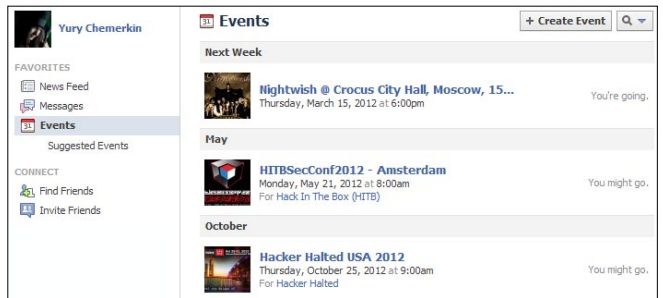 Yury Chemerkin
FAVORITES
News Feed
Messages
31 Events
Suggested Events
CONNECT
Find Friends
Invite Friends
31 Events
+ Create Event
Next Week
Nightwish @ Crocus City Hall, Moscow, 15...
Thursday, March 15, 2012 at 6:00pm
You're going.
May
HITBSecConf2012 - Amsterdam
Monday, May 21, 2012 at 8:00am
For Hack In The Box (HITB)
You might go.
October
Hacker Halted USA 2012
Thursday, October 25, 2012 at 9:00am
For Hacker Halted
You might go.